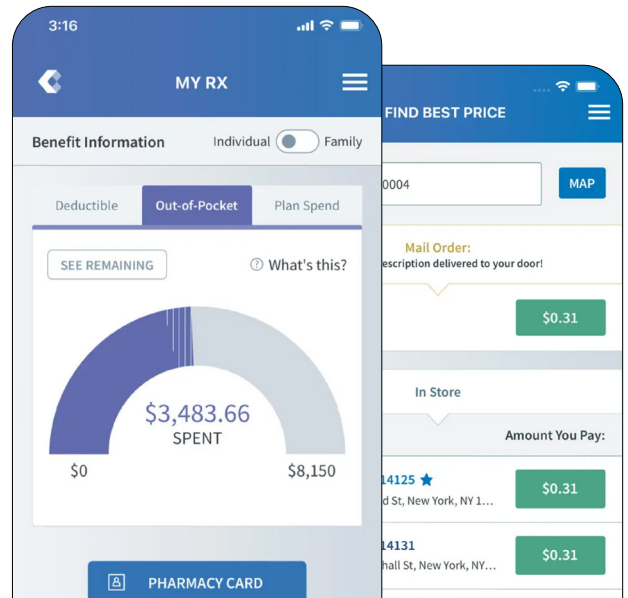 3:16
MY RX
Benefit Information Individual Family
Deductible Out-of-Pocket Plan Spend
SEE REMAINING ? What's this?
$3,483.66
SPENT
$0 $8,150
PHARMACY CARD
FIND BEST PRICE
0004 MAP
Mail Order:
escription delivered to your door!
$0.31
In Store
Amount You Pay:
14125 $0.31
d St, New York, NY 1...
14131 $0.31
hall St, New York, NY...